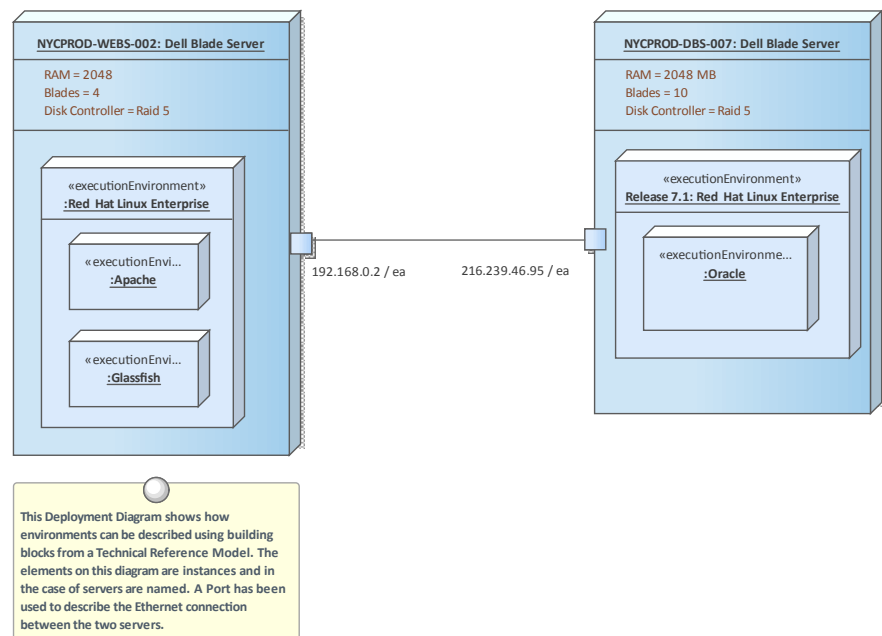 NYCPROD-WEBS-002: Dell Blade Server
RAM = 2048
Blades = 4
Disk Controller = Raid 5
«executionEnvironment»
:Red Hat Linux Enterprise
«executionEnvi...
:Apache
«executionEnvi...
:Glassfish
192.168.0.2 / ea
216.239.46.95 / ea
NYCPROD-DBS-007: Dell Blade Server
RAM = 2048 MB
Blades = 10
Disk Controller = Raid 5
«executionEnvironment»
Release 7.1: Red Hat Linux Enterprise
«executionEnvironme...
:Oracle
This Deployment Diagram shows how
environments can be described using building
blocks from a Technical Reference Model. The
elements on this diagram are instances and in
the case of servers are named. A Port has been
used to describe the Ethernet connection
between the two servers.